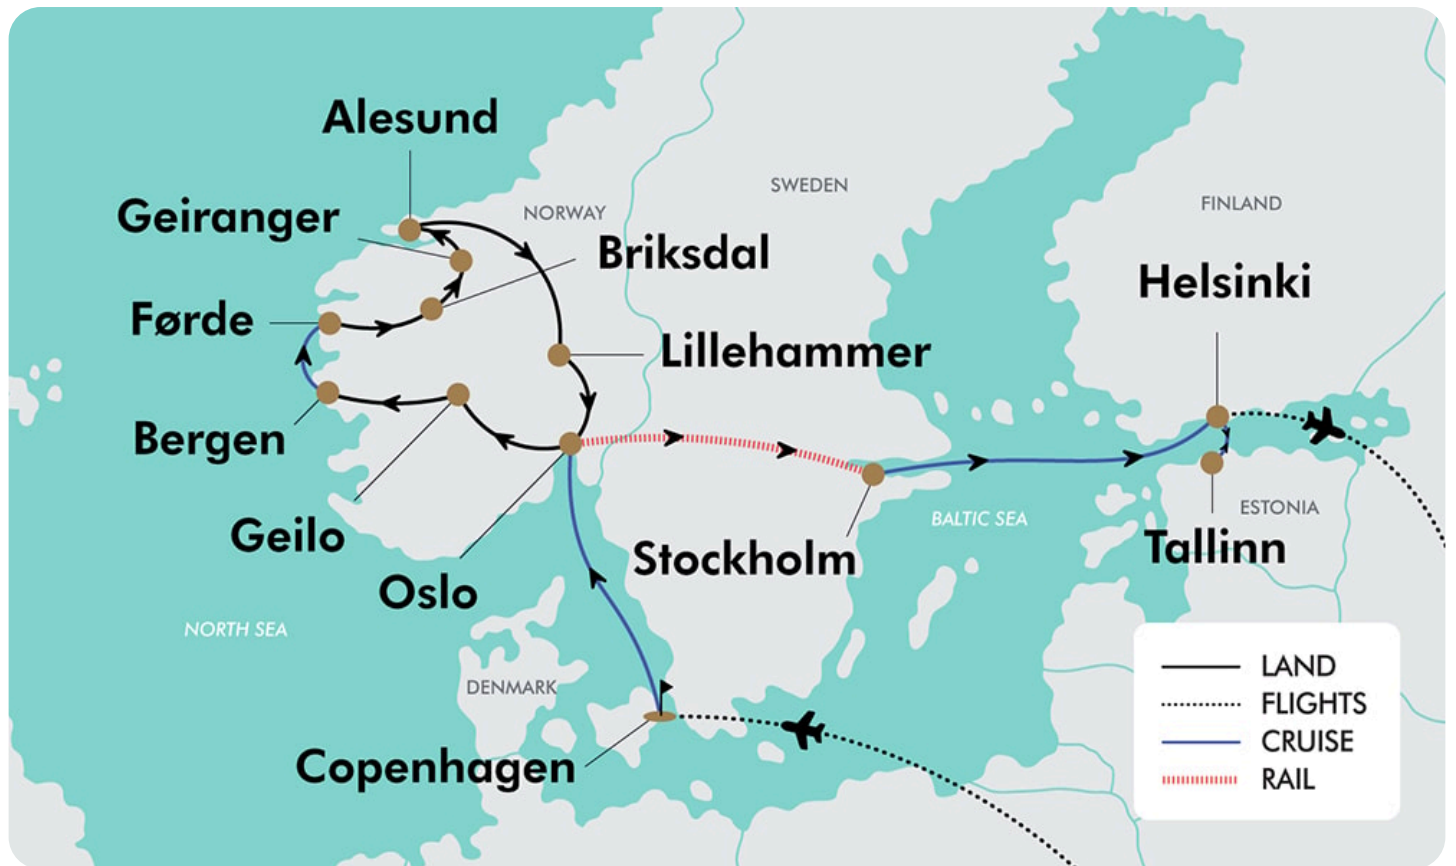 Alesund
SWEDEN
FINLAND
Geiranger
NORWAY
Briksdal
Helsinki
Førde
Lillehammer
Bergen
Geilo
BALTIC SEA
ESTONIA
Stockholm
Tallinn
Oslo
NORTH SEA
DENMARK
Copenhagen
LAND
FLIGHTS
CRUISE
RAIL